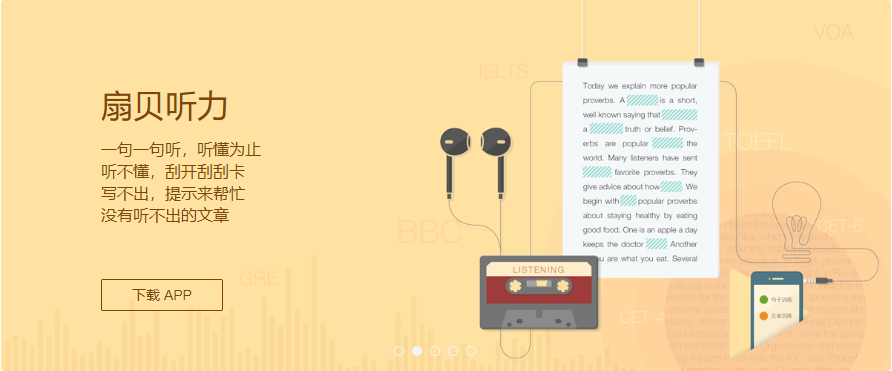 扇贝听力
一句一句听，听懂为止
听不懂，刮开刮刮卡
写不出，提示来帮忙
没有听不出的文章
下载 APP
IELTS
VOA
TOEFL
BBC
GRE
CET-6
CET-4
Today we explain more popular
proverbs. A is a short,
well known saying that
a truth or belief. Prov-
erbs are popular the
world. Many listeners have sent
favorite proverbs. They
give advice about how . We
begin with popular proverbs
about staying healthy by eating
good food. One is an apple a day
keeps the doctor Another
you are what you eat. Several
LISTENING
句子训练
文章训练